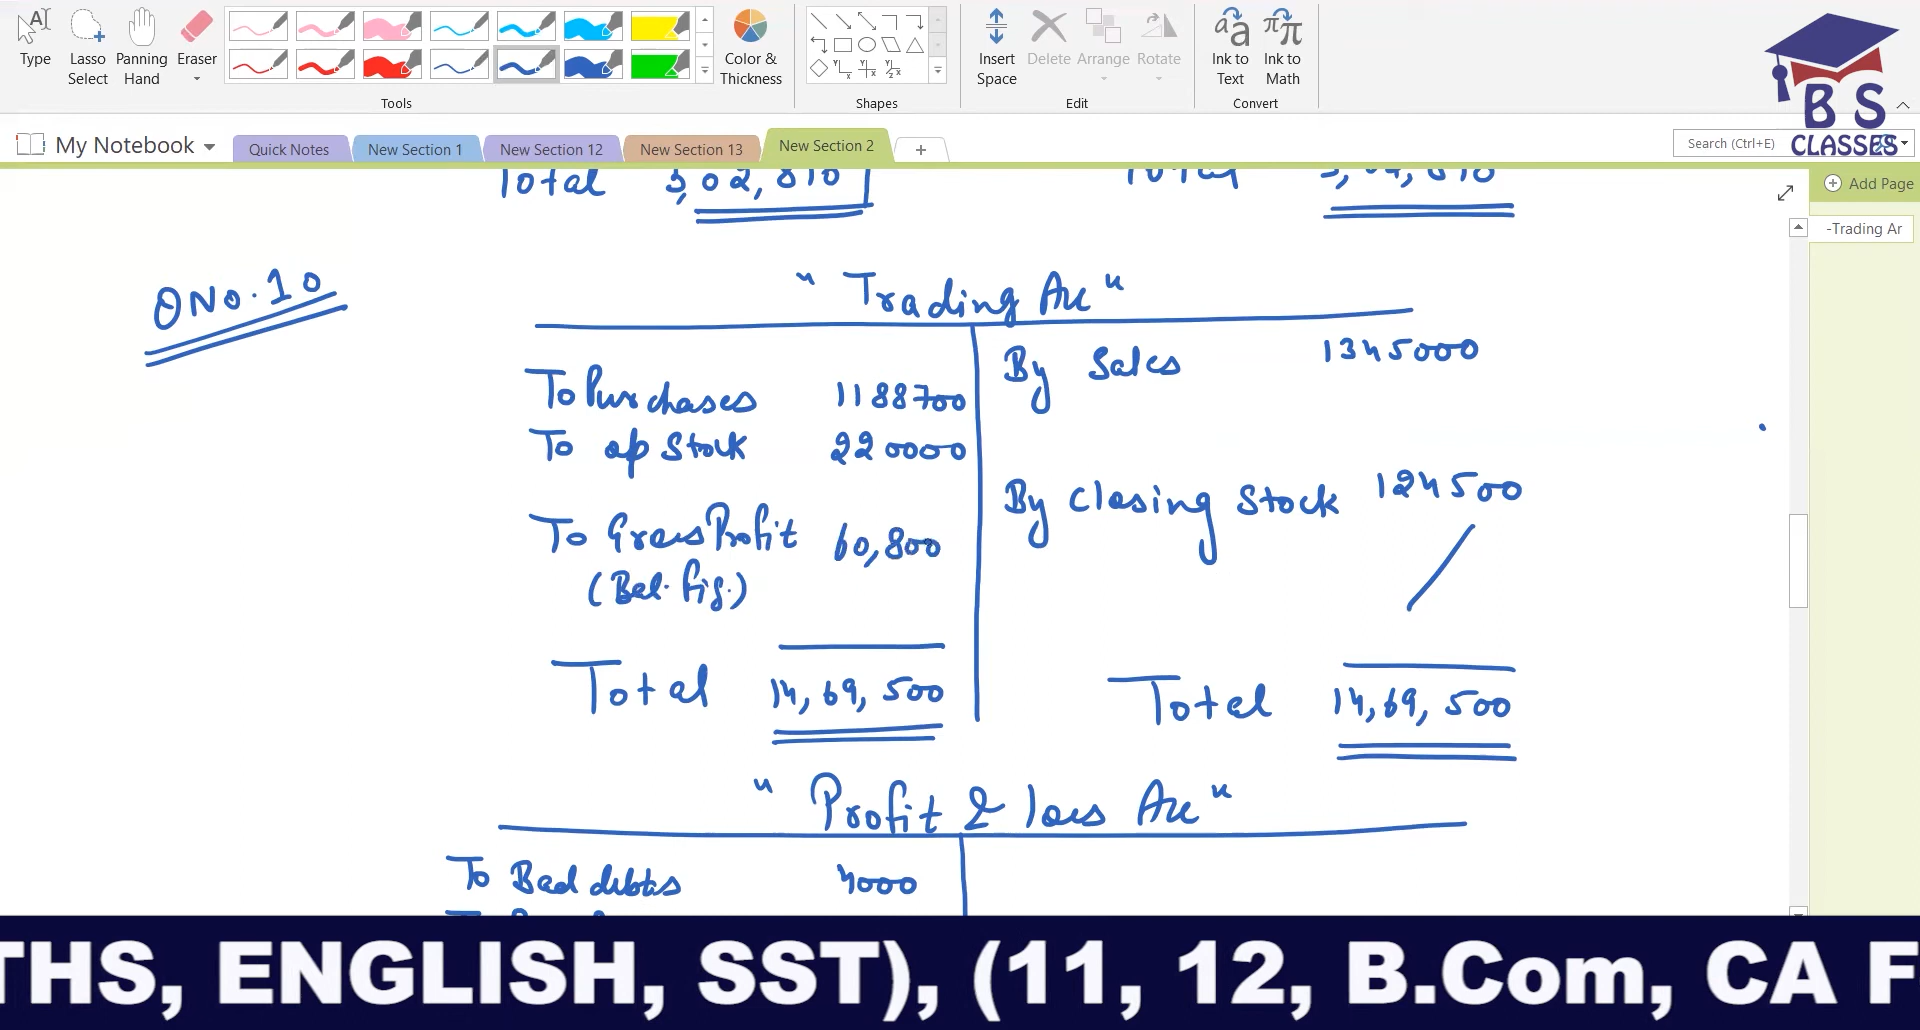 Type
Lasso Select
Panning Hand
Eraser
Color & Thickness
Insert Space
Delete
Arrange
Rotate
Ink to Text
Ink to Math
Tools
Shapes
Edit
Convert
BS
CLASSES
My Notebook
Quick Notes
New Section 1
New Section 12
New Section 13
New Section 2
Search (Ctrl+E)
Add Page
-Trading Ar
Total
Total
QNo.10
" Trading A/c "
By Sales 1345000
To Purchases 1188700
To op Stock 220000
By Closing Stock 124500
To Gross Profit 60,800
(Bal. fig.)
Total 14,69,500
Total 14,69,500
" Profit & loss A/c "
To Bad debts 4000
THS, ENGLISH, SST), (11, 12, B.Com, CA F